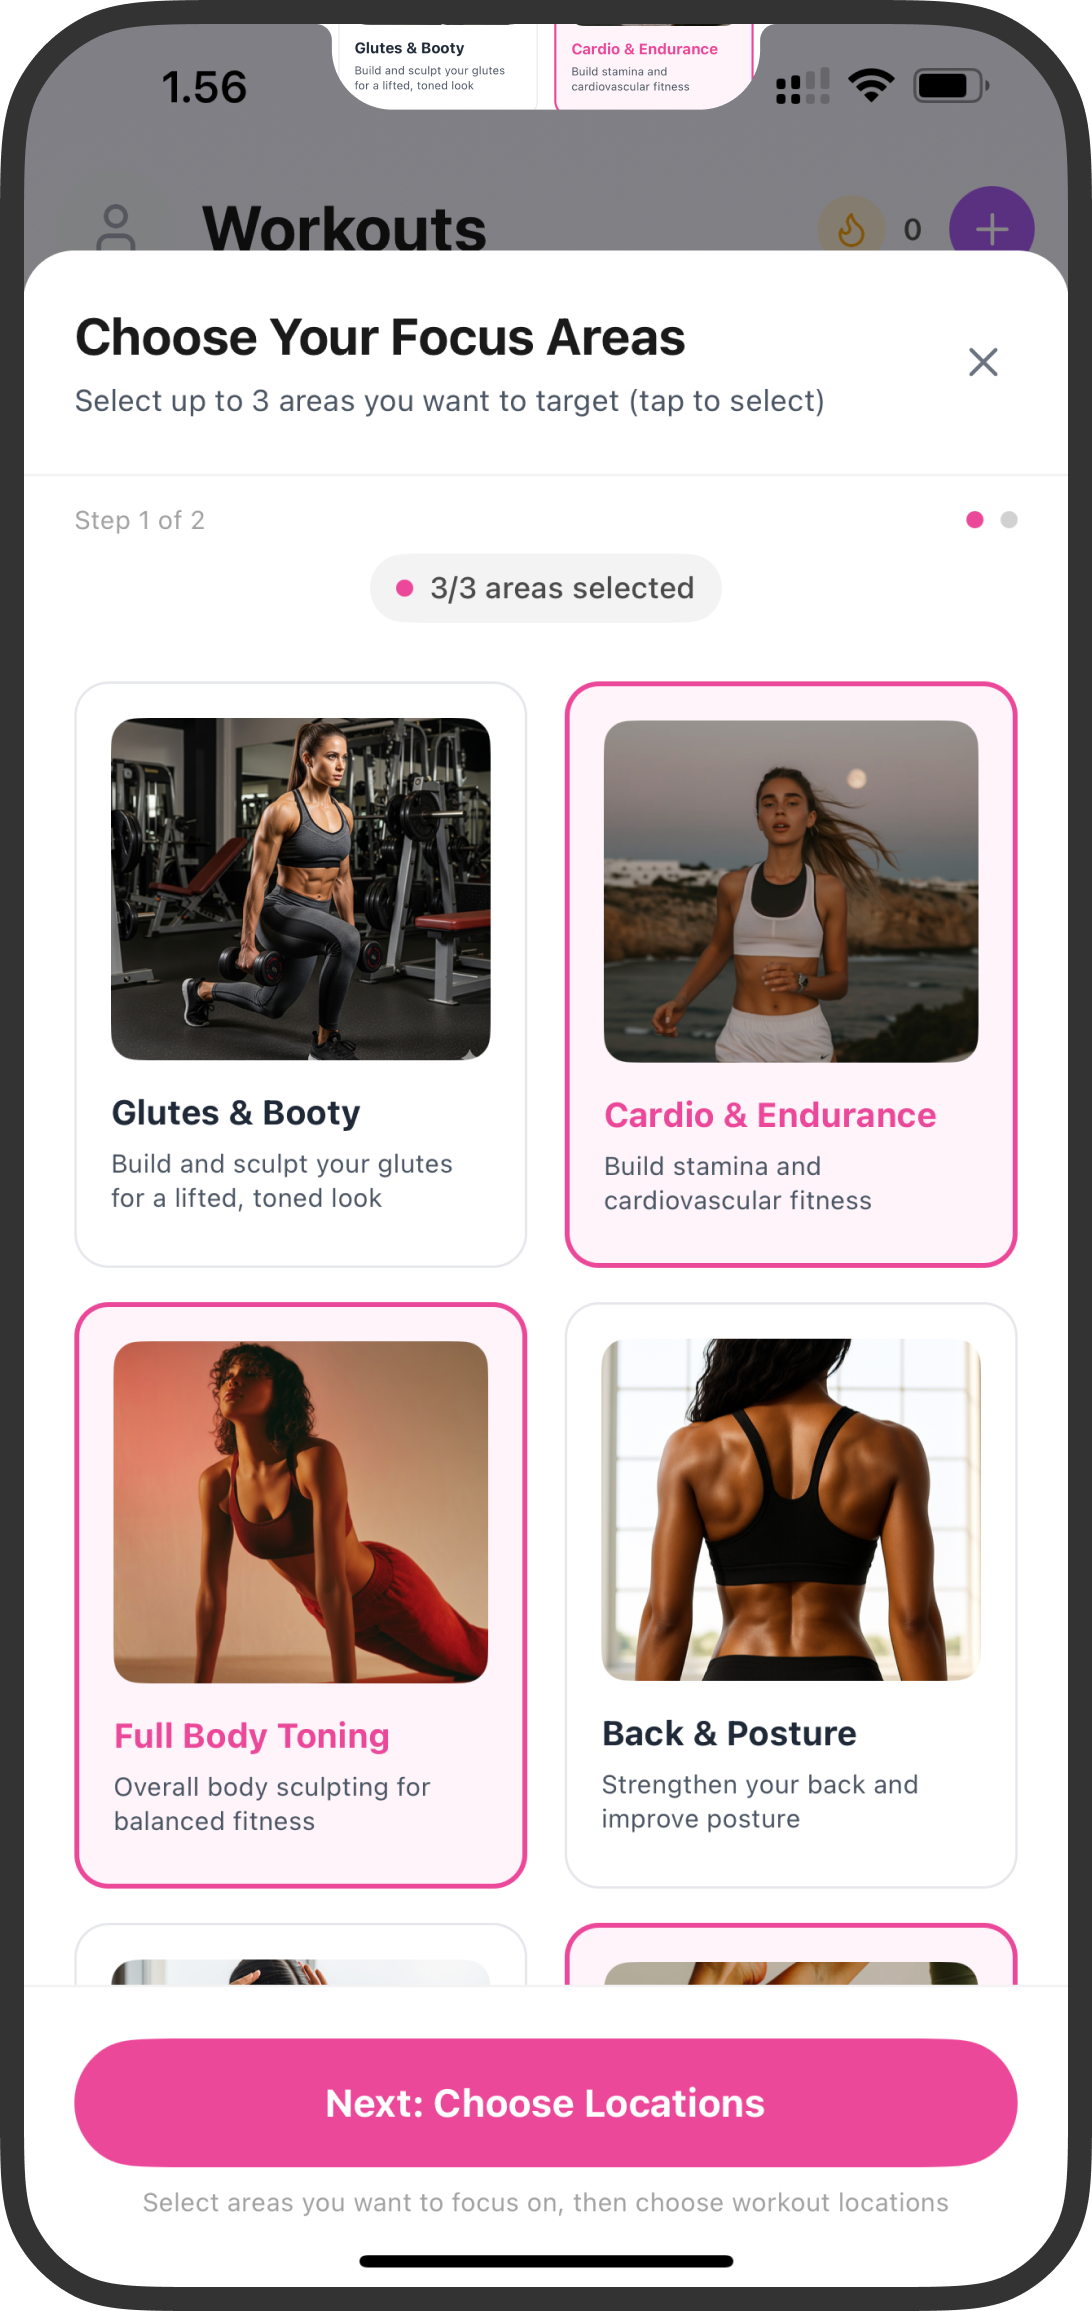 Glutes & Booty
Build and sculpt your glutes
for a lifted, toned look
Cardio & Endurance
Build stamina and
cardiovascular fitness
1.56
Workouts
0
Choose Your Focus Areas
Select up to 3 areas you want to target (tap to select)
Step 1 of 2
3/3 areas selected
Glutes & Booty
Build and sculpt your glutes
for a lifted, toned look
Cardio & Endurance
Build stamina and
cardiovascular fitness
Full Body Toning
Overall body sculpting for
balanced fitness
Back & Posture
Strengthen your back and
improve posture
Next: Choose Locations
Select areas you want to focus on, then choose workout locations